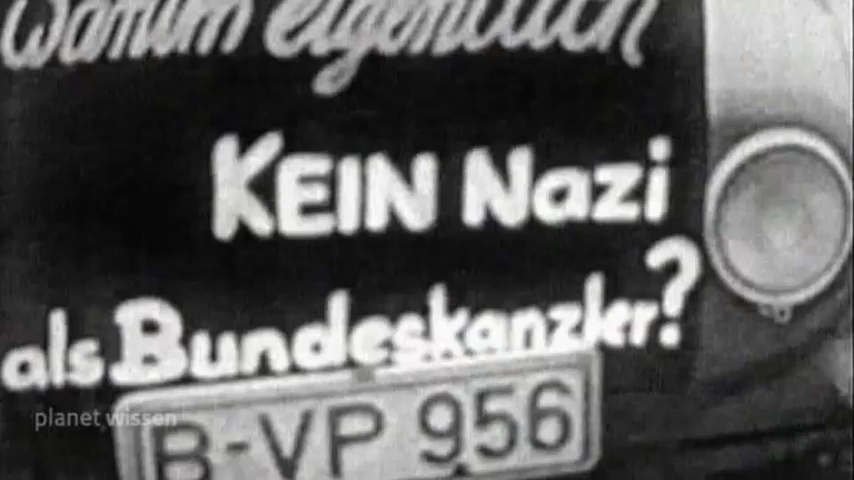 Warum eigentlich
KEIN Nazi
als Bundeskanzler?
planet wissen
B-VP 956